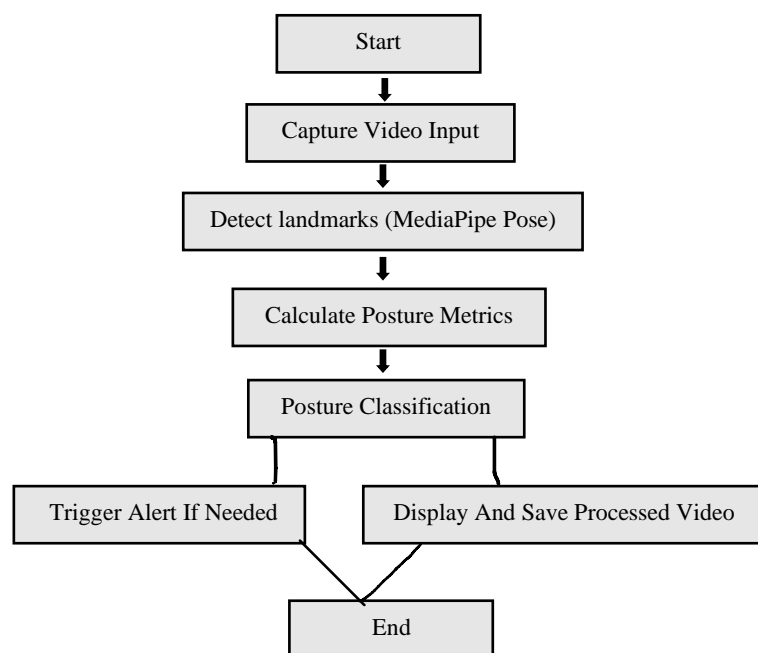 Start
Capture Video Input
Detect landmarks (MediaPipe Pose)
Calculate Posture Metrics
Posture Classification
Trigger Alert If Needed
Display And Save Processed Video
End